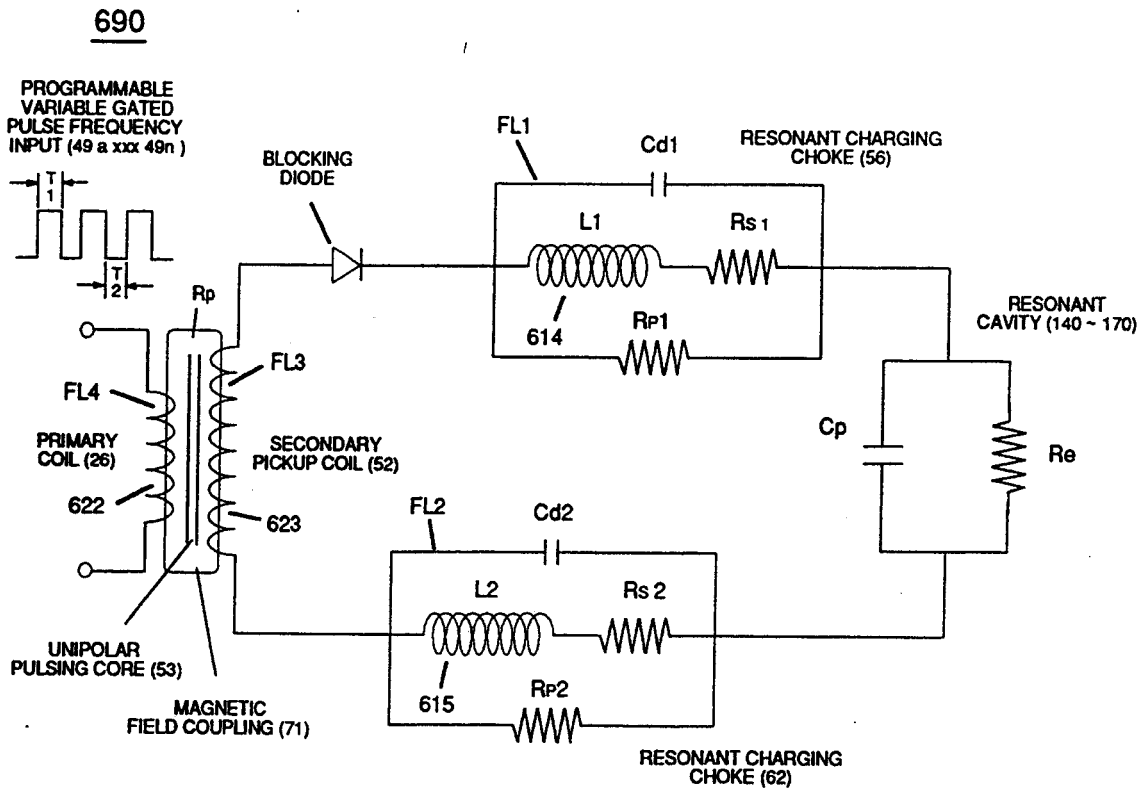 690
PROGRAMMABLE
VARIABLE GATED
PULSE FREQUENCY
INPUT (49 a xxx 49n )
T
1
T
2
BLOCKING
DIODE
FL1
Cd1
RESONANT CHARGING
CHOKE (56)
L1
Rs 1
614
RP1
Rp
FL3
FL4
PRIMARY
COIL (26)
622
SECONDARY
PICKUP COIL (52)
623
RESONANT
CAVITY (140 ~ 170)
Cp
Re
FL2
Cd2
L2
Rs 2
615
RP2
UNIPOLAR
PULSING CORE (53)
MAGNETIC
FIELD COUPLING (71)
RESONANT CHARGING
CHOKE (62)